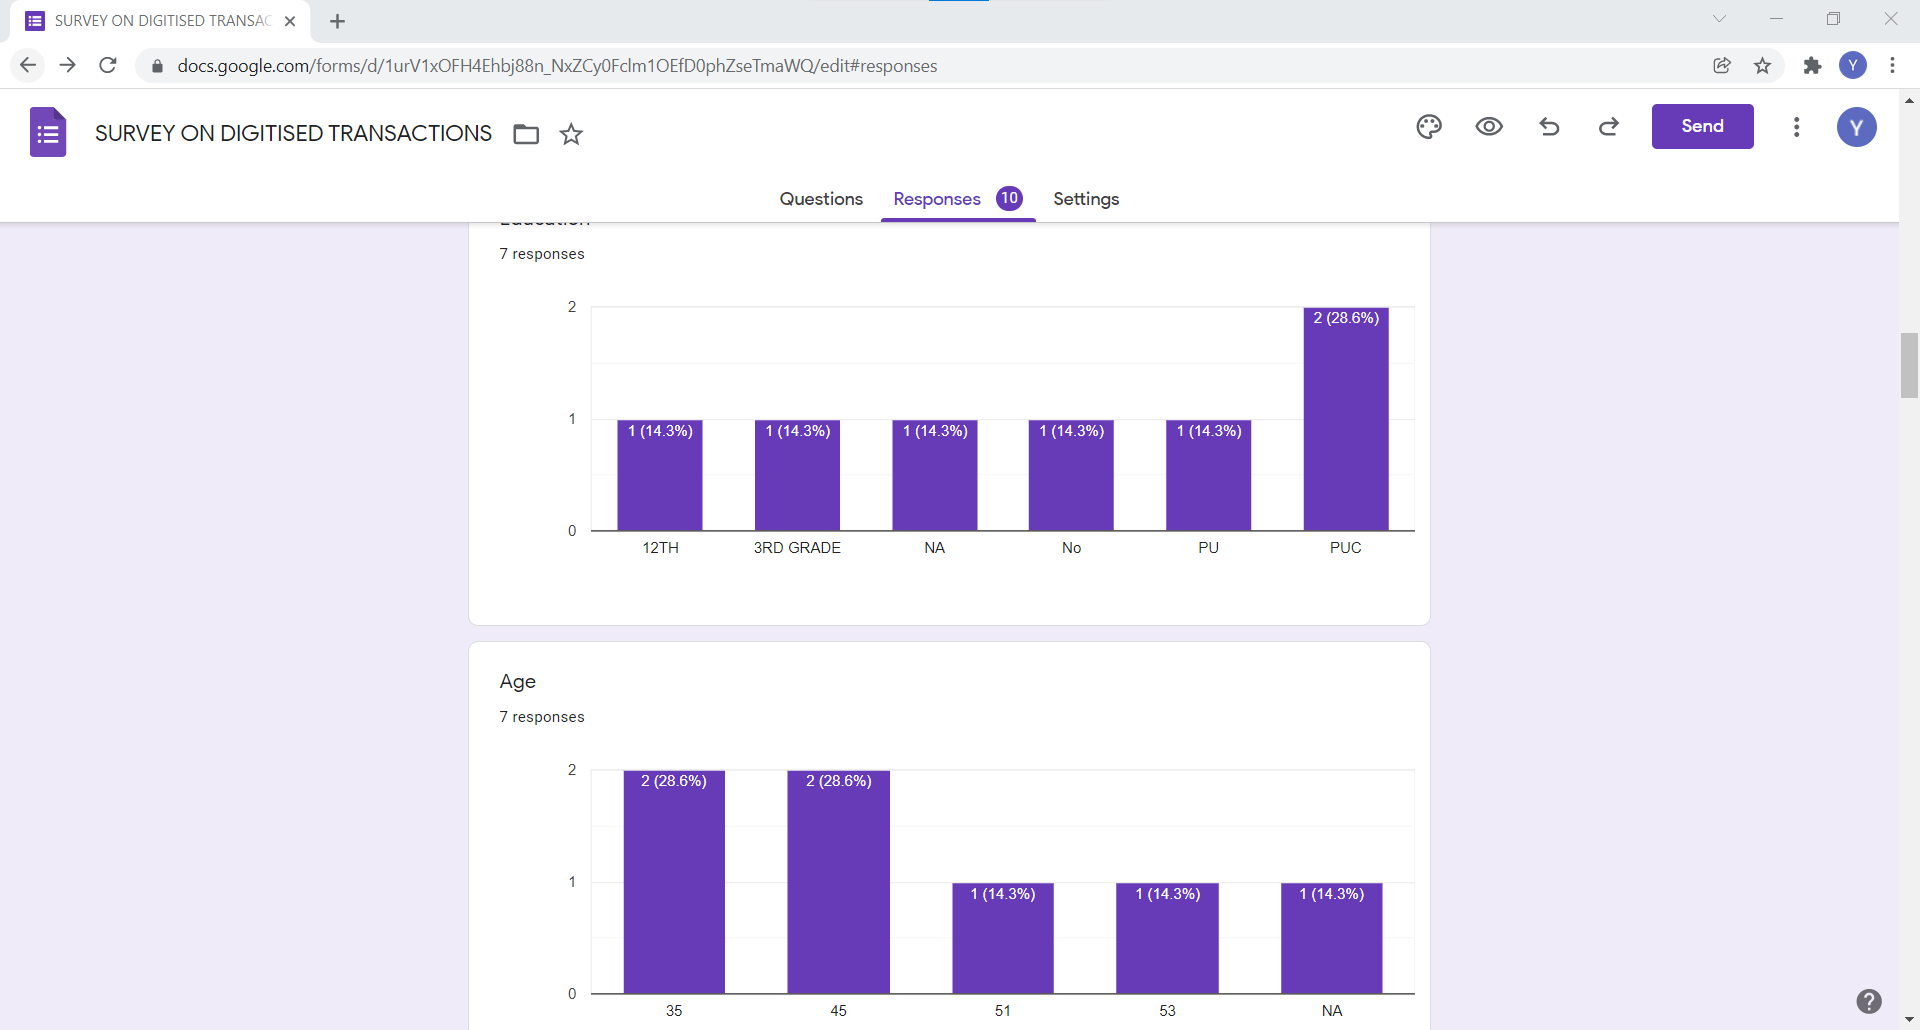 SURVEY ON DIGITISED TRANSAC
docs.google.com/forms/d/1urV1xOFH4Ehbj88n_NxZCy0Fclm1OEfD0phZseTmaWQ/edit#responses
Y
SURVEY ON DIGITISED TRANSACTIONS
Send
Y
Questions
Responses 10
Settings
Education
7 responses
2
1
0
1 (14.3%)
1 (14.3%)
1 (14.3%)
1 (14.3%)
1 (14.3%)
2 (28.6%)
12TH
3RD GRADE
NA
No
PU
PUC
Age
7 responses
2
1
0
2 (28.6%)
2 (28.6%)
1 (14.3%)
1 (14.3%)
1 (14.3%)
35
45
51
53
NA
?